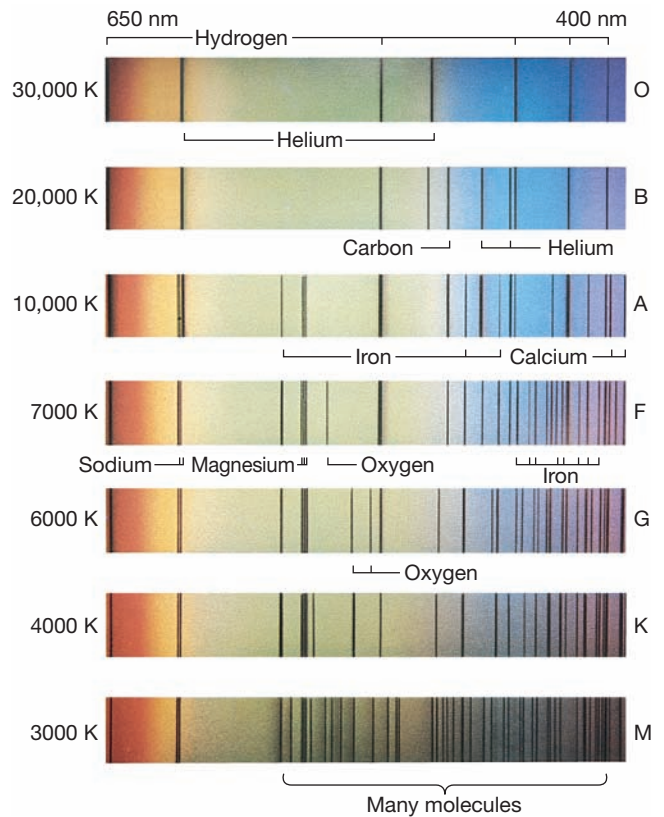 650 nm 400 nm
Hydrogen
30,000 K O
Helium
20,000 K B
Carbon Helium
10,000 K A
Iron Calcium
7000 K F
Sodium Magnesium Oxygen
Iron
6000 K G
Oxygen
4000 K K
3000 K M
Many molecules